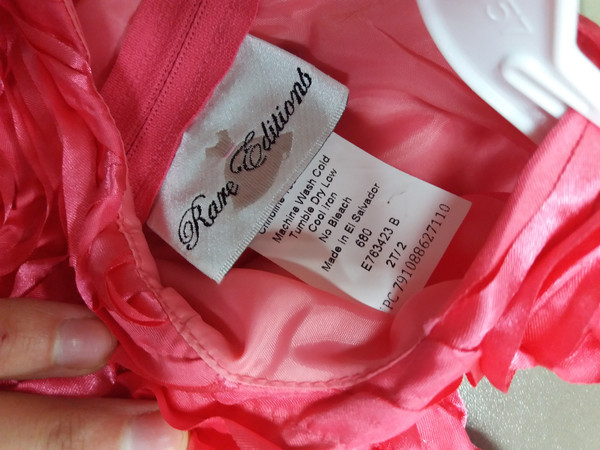 Rare Editions
Machine Wash Cold
Tumble Dry Low
Cool Iron
No Bleach
Made in El Salvador
680
E763423 B
2T/2
PC 791088627110